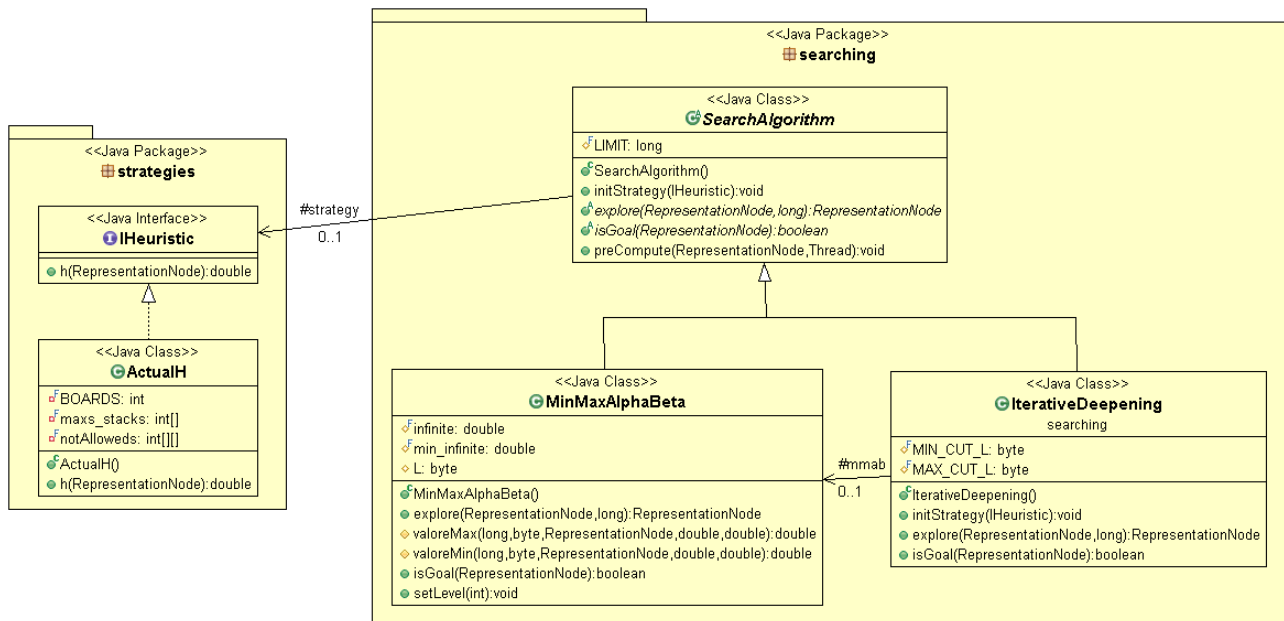 <<Java Package>>
strategies
<<Java Interface>>
IHeuristic
h(RepresentationNode):double
<<Java Class>>
ActualH
BOARDS: int
maxs_stacks: int[]
notAlloweds: int[][]
ActualH()
h(RepresentationNode):double
#strategy
0..1
<<Java Package>>
searching
<<Java Class>>
SearchAlgorithm
LIMIT: long
SearchAlgorithm()
initStrategy(IHeuristic):void
explore(RepresentationNode,long):RepresentationNode
isGoal(RepresentationNode):boolean
preCompute(RepresentationNode,Thread):void
<<Java Class>>
MinMaxAlphaBeta
infinite: double
min_infinite: double
L: byte
MinMaxAlphaBeta()
explore(RepresentationNode,long):RepresentationNode
valoreMax(long,byte,RepresentationNode,double,double):double
valoreMin(long,byte,RepresentationNode,double,double):double
isGoal(RepresentationNode):boolean
setLevel(int):void
#mmab
0..1
<<Java Class>>
IterativeDeepening
searching
MIN_CUT_L: byte
MAX_CUT_L: byte
IterativeDeepening()
initStrategy(IHeuristic):void
explore(RepresentationNode,long):RepresentationNode
isGoal(RepresentationNode):boolean